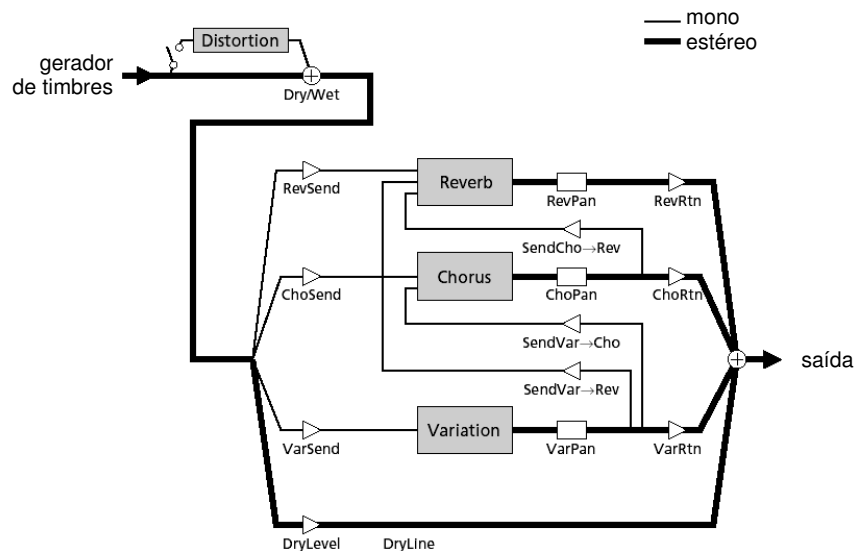 mono
estéreo
Distortion
gerador
de timbres
Dry/Wet
Reverb
RevSend
RevPan
RevRtn
SendCho→Rev
Chorus
ChoSend
ChoPan
ChoRtn
SendVar→Cho
saída
SendVar→Rev
Variation
VarSend
VarPan
VarRtn
DryLevel
DryLine